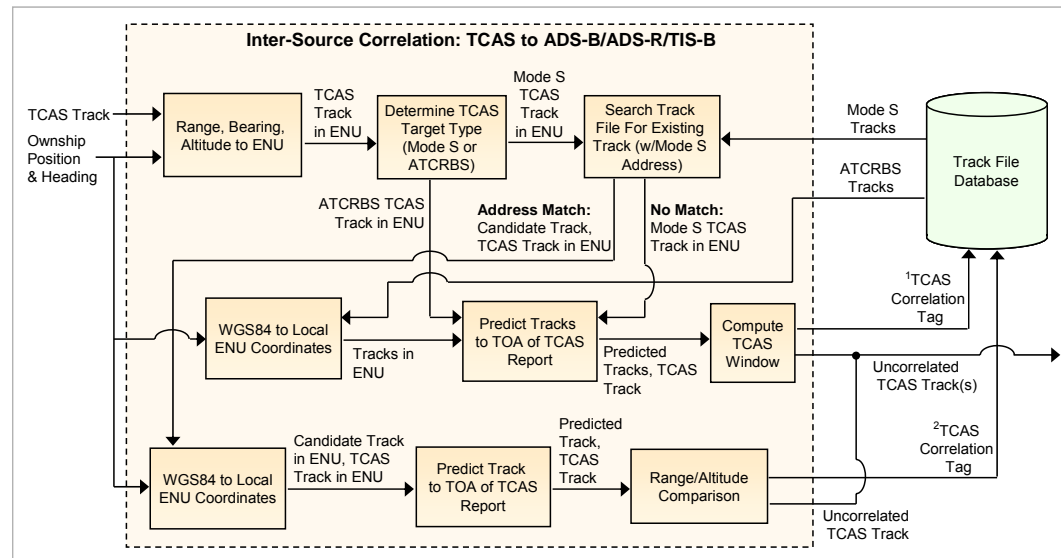 Inter-Source Correlation: TCAS to ADS-B/ADS-R/TIS-B
TCAS Track
Ownship
Position
& Heading
Range, Bearing,
Altitude to ENU
TCAS
Track
in ENU
Determine TCAS
Target Type
(Mode S or
ATCRBS)
Mode S
TCAS
Track
in ENU
Search Track
File For Existing
Track (w/Mode S
Address)
Mode S
Tracks
ATCRBS
Tracks
Track File
Database
ATCRBS TCAS
Track in ENU
Address Match:
Candidate Track,
TCAS Track in ENU
No Match:
Mode S TCAS
Track in ENU
WGS84 to Local
ENU Coordinates
Tracks in
ENU
Predict Tracks
to TOA of TCAS
Report
Predicted
Tracks, TCAS
Track
Compute
TCAS
Window
1TCAS
Correlation
Tag
Uncorrelated
TCAS Track(s)
2TCAS
Correlation
Tag
WGS84 to Local
ENU Coordinates
Candidate Track
in ENU, TCAS
Track in ENU
Predict Track
to TOA of TCAS
Report
Predicted
Track,
TCAS
Track
Range/Altitude
Comparison
Uncorrelated
TCAS Track